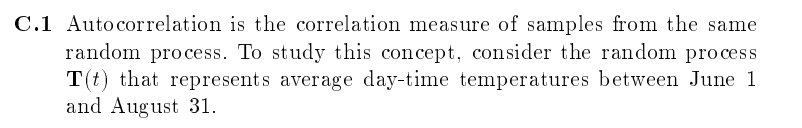 C.1 Autocorrelation is the correlation measure of samples from the same
random process. To study this concept, consider the random process
T(t) that represents average day-time temperatures between June 1
and August 31.